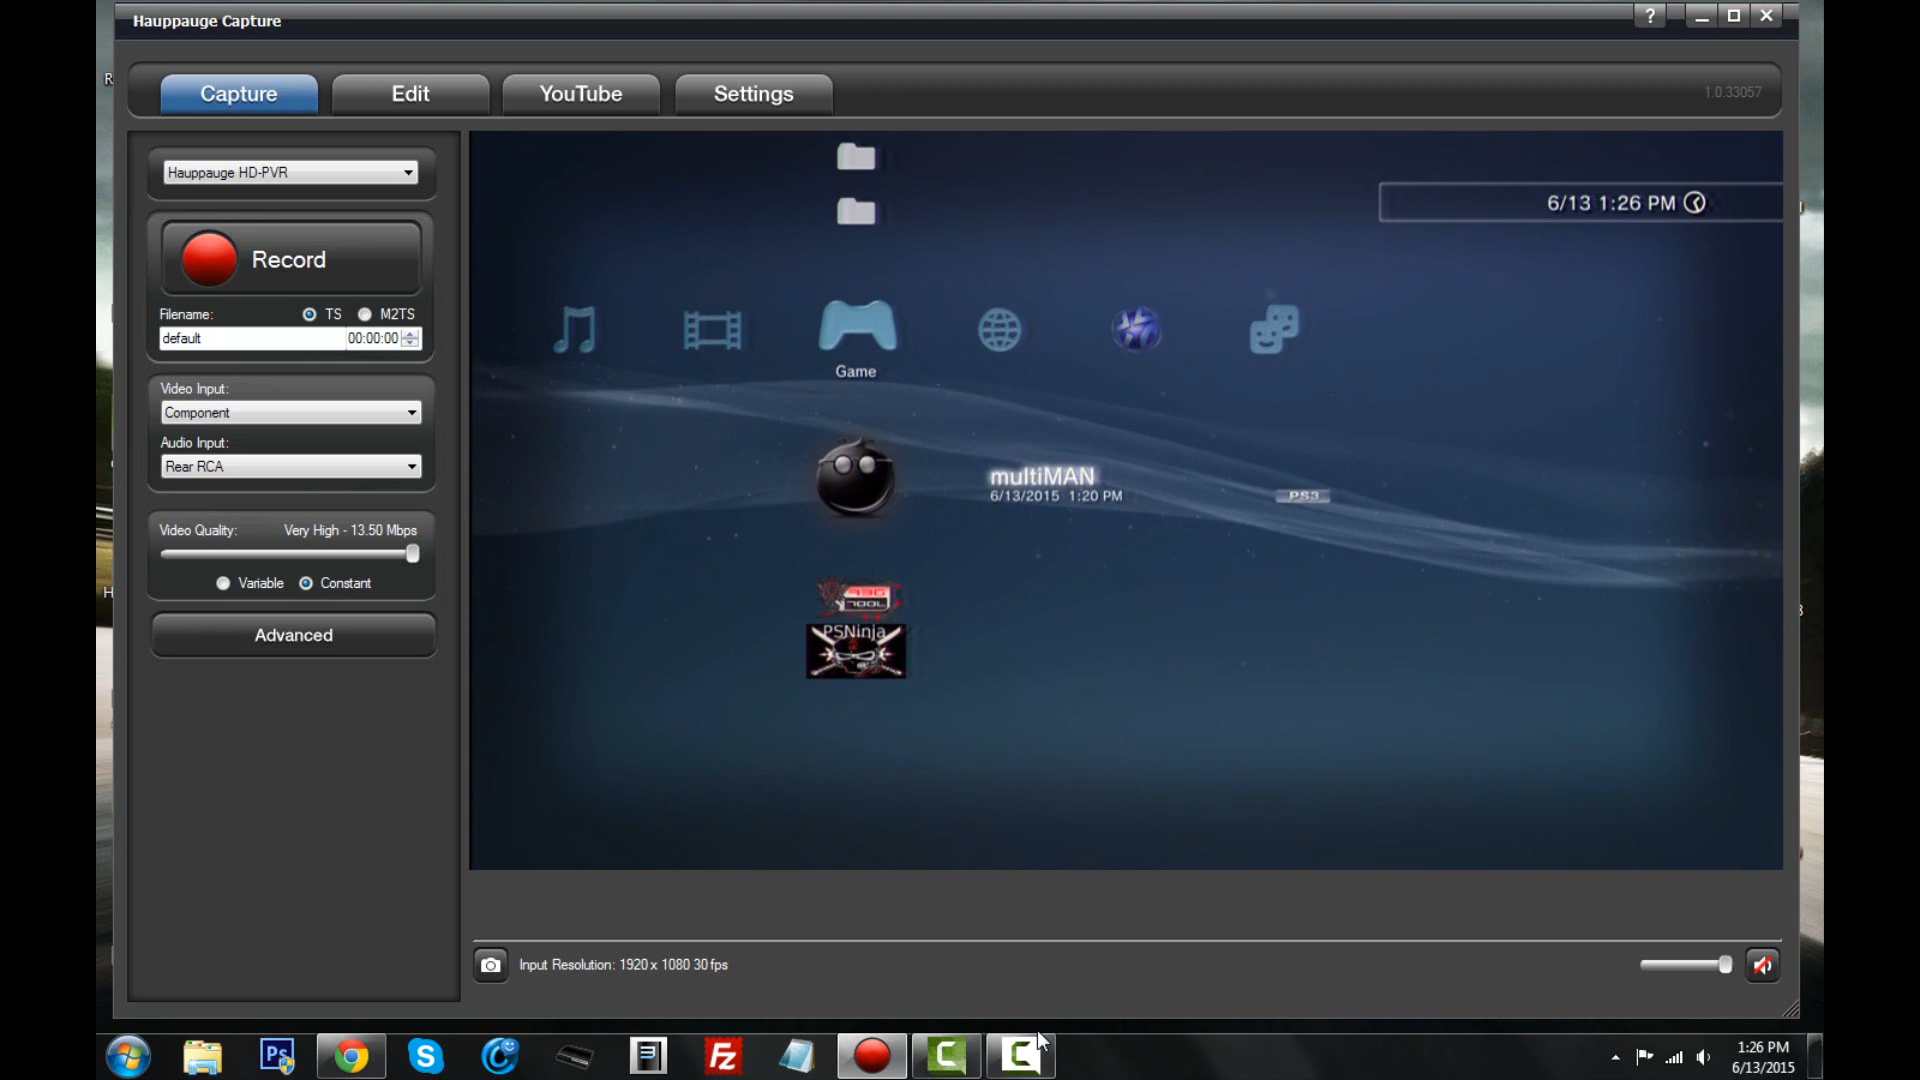 Hauppauge Capture
?
Capture
Edit
YouTube
Settings
1.0.33057
Hauppauge HD-PVR
Record
Filename:
TS
M2TS
default
00:00:00
Video Input:
Component
Audio Input:
Rear RCA
Video Quality:
Very High - 13.50 Mbps
Variable
Constant
Advanced
6/13 1:26 PM
Game
multiMAN
6/13/2015 1:20 PM
PS3
TOOL
PSNinja
Input Resolution: 1920 x 1080 30 fps
R
H
Ps
S
Fz
C
C
1:26 PM
6/13/2015